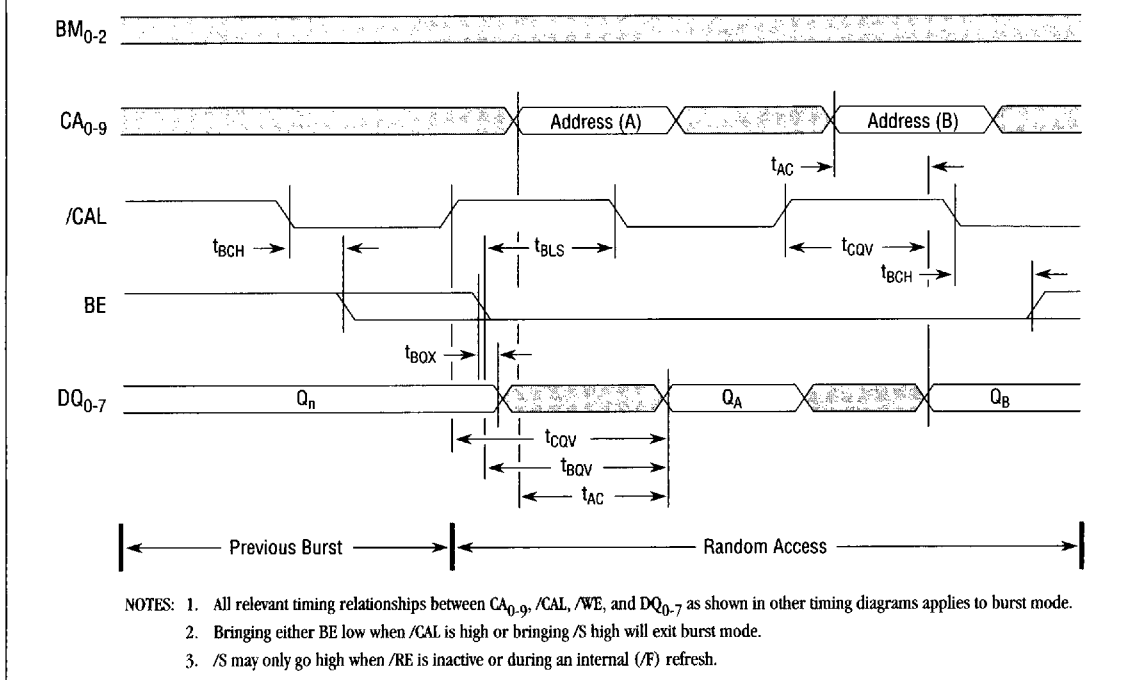 BM0-2
CA0-9
Address (A)
Address (B)
tAC
/CAL
tBCH
tBLS
tCQV
tBCH
BE
tBQX
DQ0-7
Qn
QA
QB
tCQV
tBQV
tAC
Previous Burst
Random Access
NOTES: 1. All relevant timing relationships between CA0-9, /CAL, /WE, and DQ0-7 as shown in other timing diagrams applies to burst mode.
2. Bringing either BE low when /CAL is high or bringing /S high will exit burst mode.
3. /S may only go high when /RE is inactive or during an internal (/F) refresh.